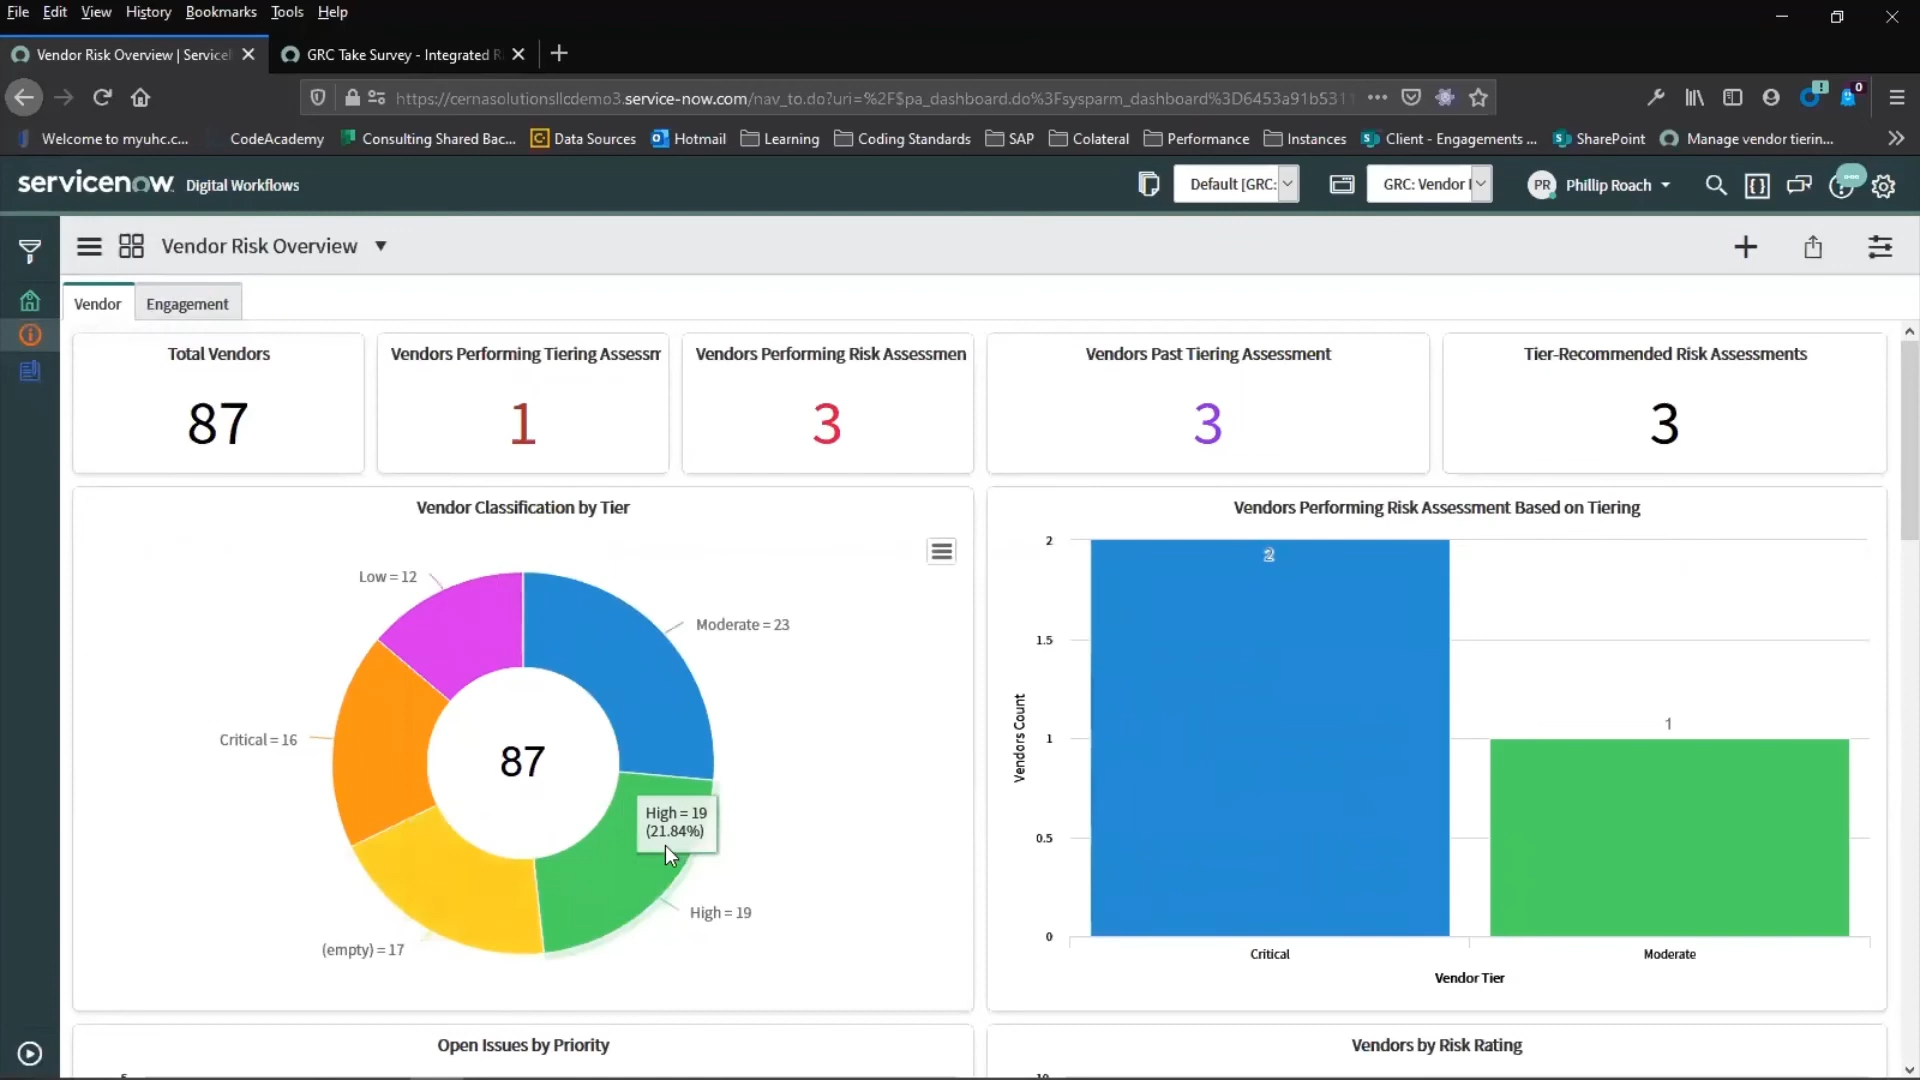 File Edit View History Bookmarks Tools Help
Vendor Risk Overview | Service
GRC Take Survey - Integrated R
https://cernasolutionsllcdemo3.service-now.com/nav_to.do?uri=%2F$pa_dashboard.do%3Fsysparm_dashboard%3D6453a91b5311
0
Welcome to myuhc.c... CodeAcademy Consulting Shared Bac... Data Sources Hotmail Learning Coding Standards SAP Colateral Performance Instances Client - Engagements ... SharePoint Manage vendor tierin...
servicenow Digital Workflows
Default [GRC:
GRC: Vendor
PR Phillip Roach
Vendor Risk Overview
Vendor Engagement
Total Vendors
87
Vendors Performing Tiering Assessm
1
Vendors Performing Risk Assessmen
3
Vendors Past Tiering Assessment
3
Tier-Recommended Risk Assessments
3
Vendor Classification by Tier
Low = 12
Moderate = 23
Critical = 16
87
High = 19
(21.84%)
High = 19
(empty) = 17
Vendors Performing Risk Assessment Based on Tiering
2
2
1.5
1
1
0.5
0
Vendors Count
Critical
Moderate
Vendor Tier
Open Issues by Priority
Vendors by Risk Rating